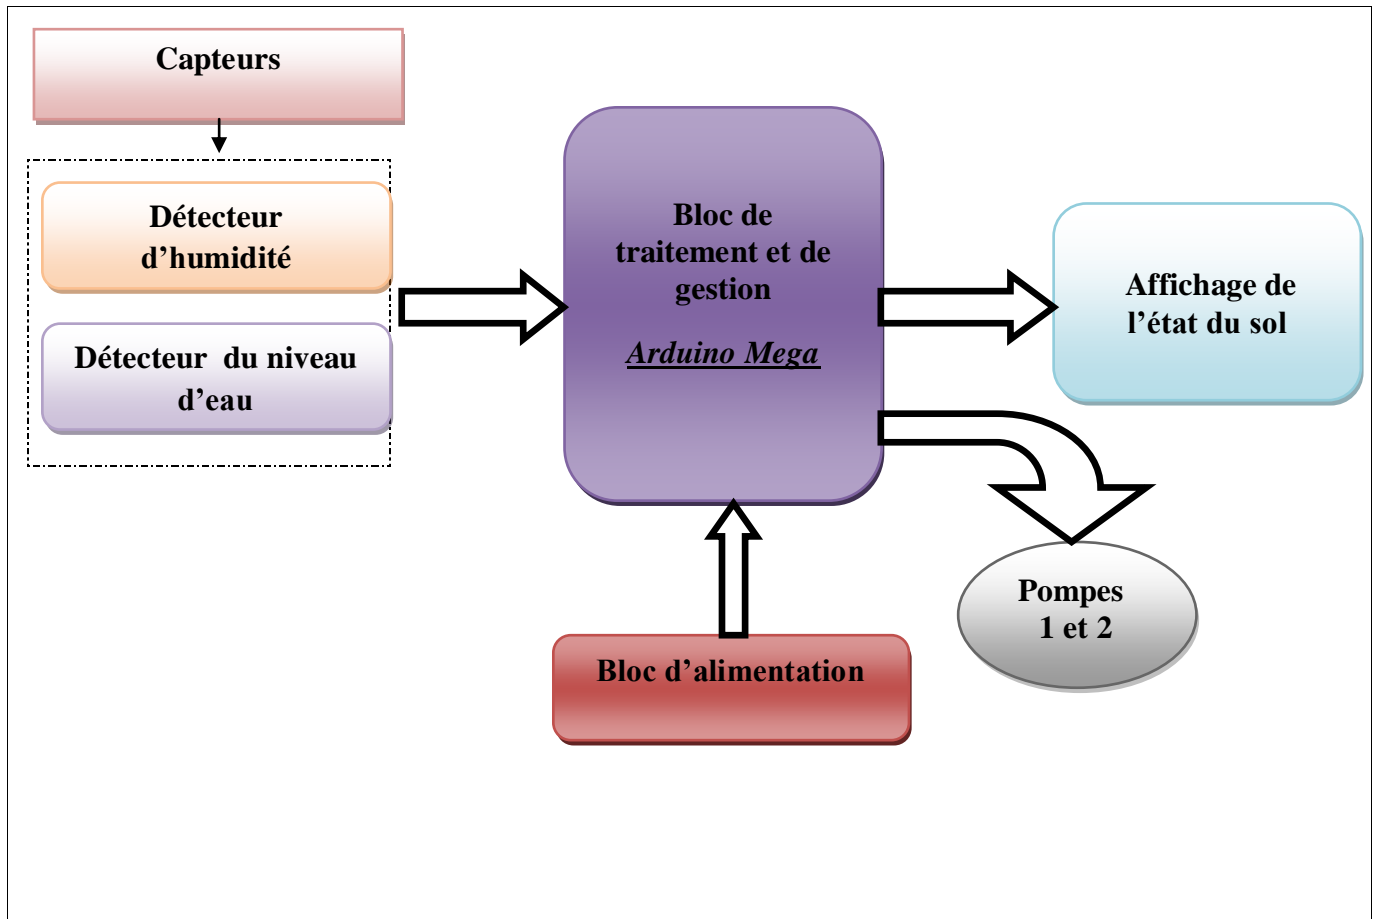 Capteurs
Détecteur
d'humidité
Détecteur du niveau
d'eau
Bloc de
traitement et de
gestion
Arduino Mega
Affichage de
l'état du sol
Pompes
1 et 2
Bloc d'alimentation